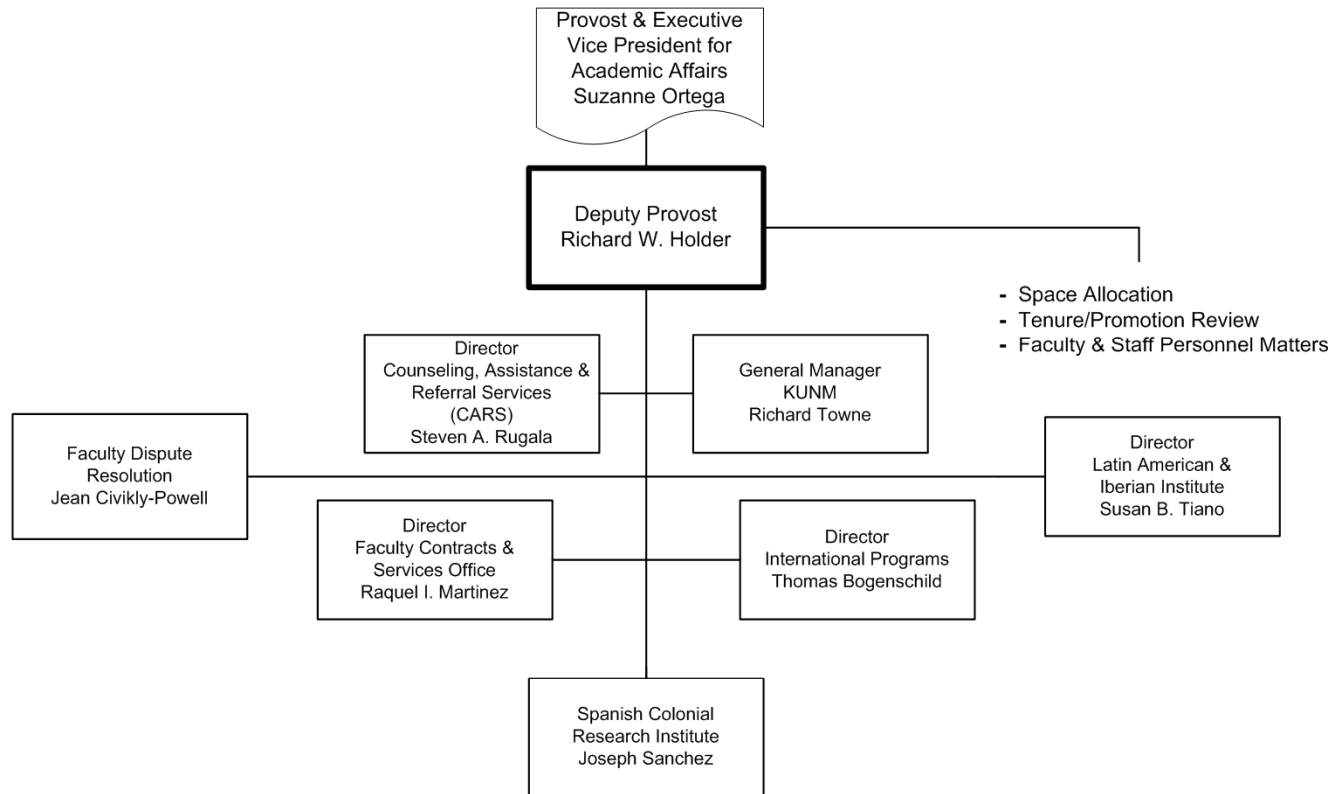 Provost & Executive
Vice President for
Academic Affairs
Suzanne Ortega
Deputy Provost
Richard W. Holder
- Space Allocation
- Tenure/Promotion Review
- Faculty & Staff Personnel Matters
Director
Counseling, Assistance &
Referral Services
(CARS)
Steven A. Rugala
General Manager
KUNM
Richard Towne
Faculty Dispute
Resolution
Jean Civikly-Powell
Director
Latin American &
Iberian Institute
Susan B. Tiano
Director
Faculty Contracts &
Services Office
Raquel I. Martinez
Director
International Programs
Thomas Bogenschild
Spanish Colonial
Research Institute
Joseph Sanchez